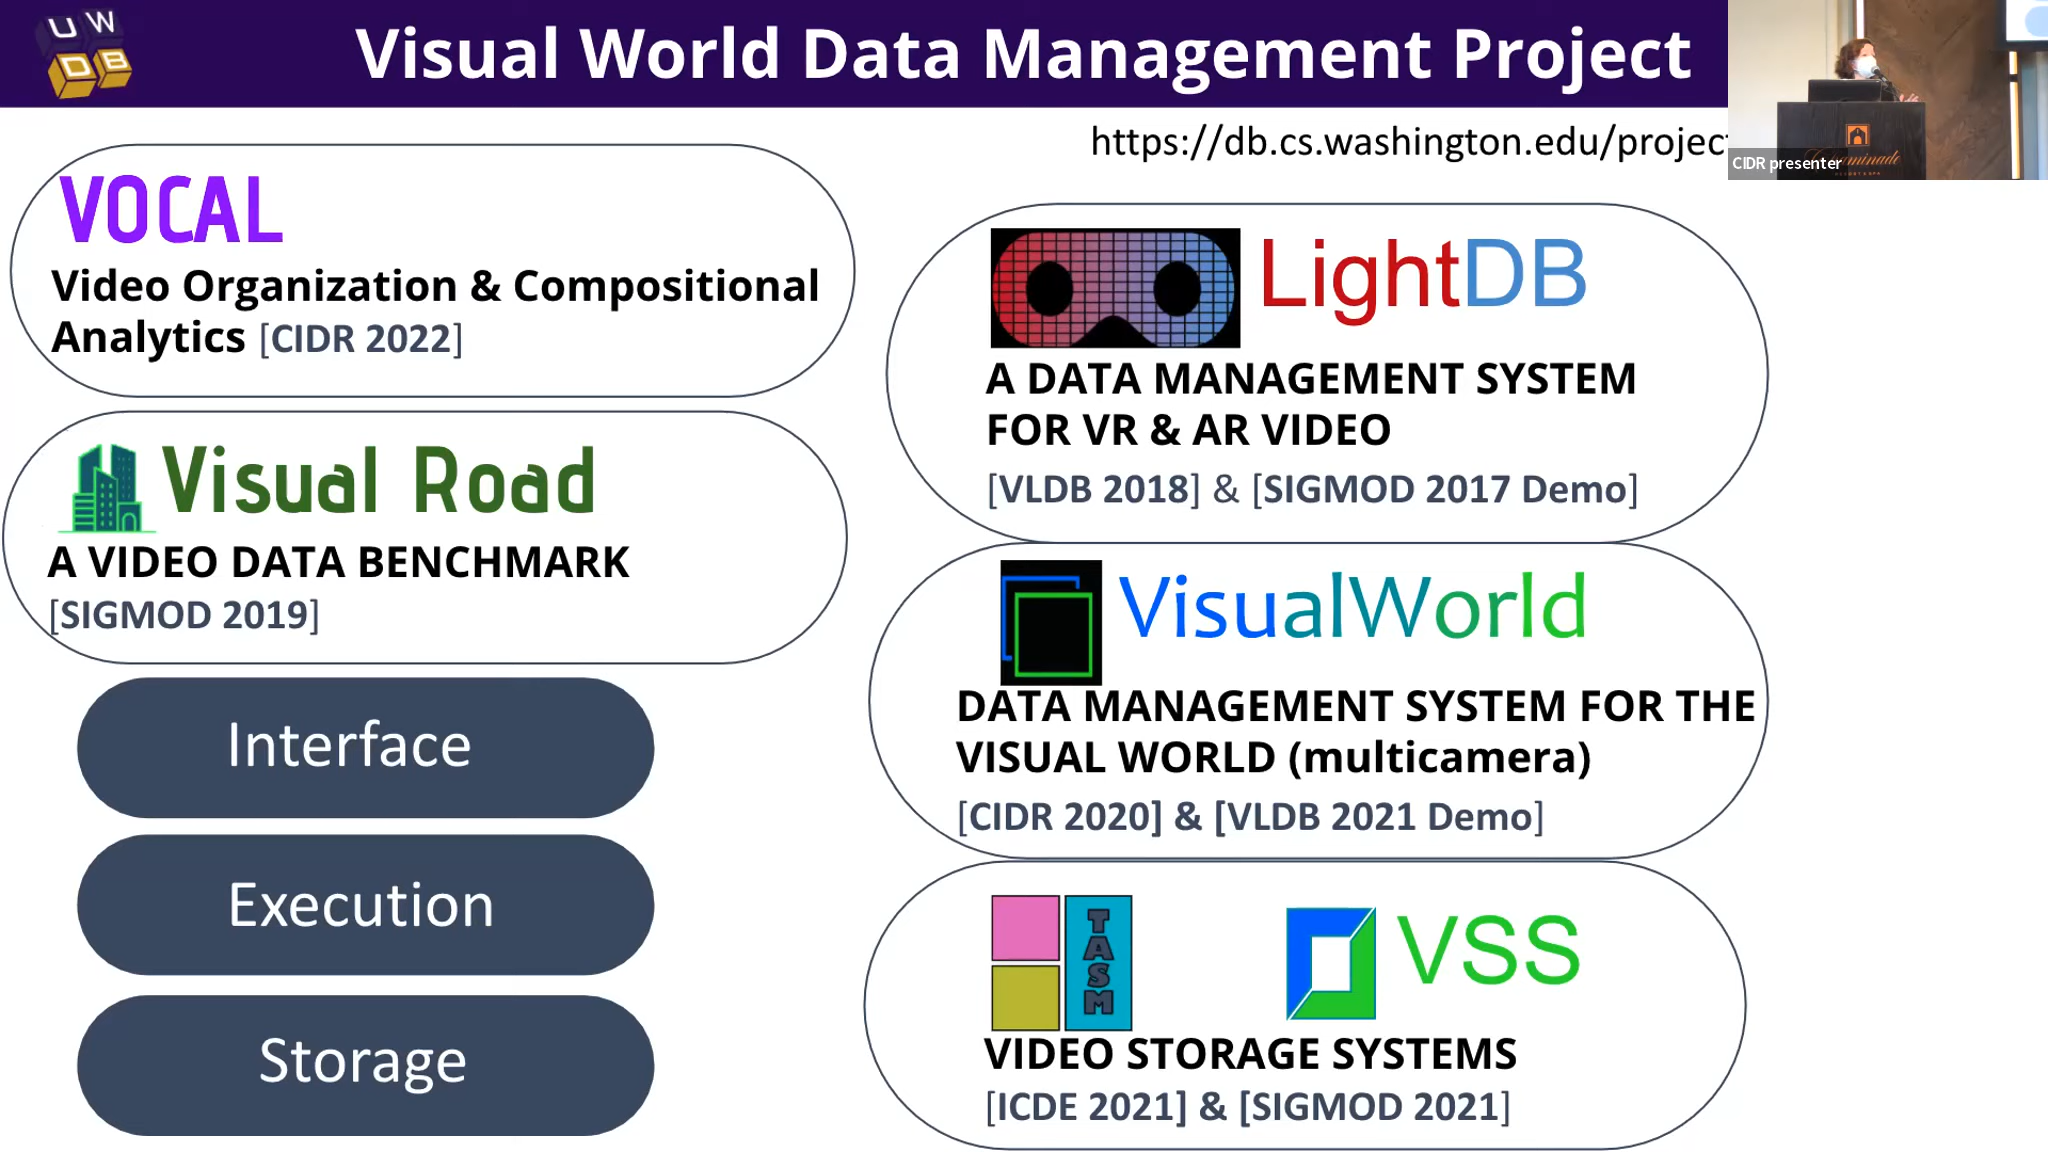 UW
DB
Visual World Data Management Project
https://db.cs.washington.edu/projec
CIDR presenter
VOCAL
Video Organization & Compositional
Analytics [CIDR 2022]
Visual Road
A VIDEO DATA BENCHMARK
[SIGMOD 2019]
Interface
Execution
Storage
LightDB
A DATA MANAGEMENT SYSTEM
FOR VR & AR VIDEO
[VLDB 2018] & [SIGMOD 2017 Demo]
VisualWorld
DATA MANAGEMENT SYSTEM FOR THE
VISUAL WORLD (multicamera)
[CIDR 2020] & [VLDB 2021 Demo]
TASM
VSS
VIDEO STORAGE SYSTEMS
[ICDE 2021] & [SIGMOD 2021]